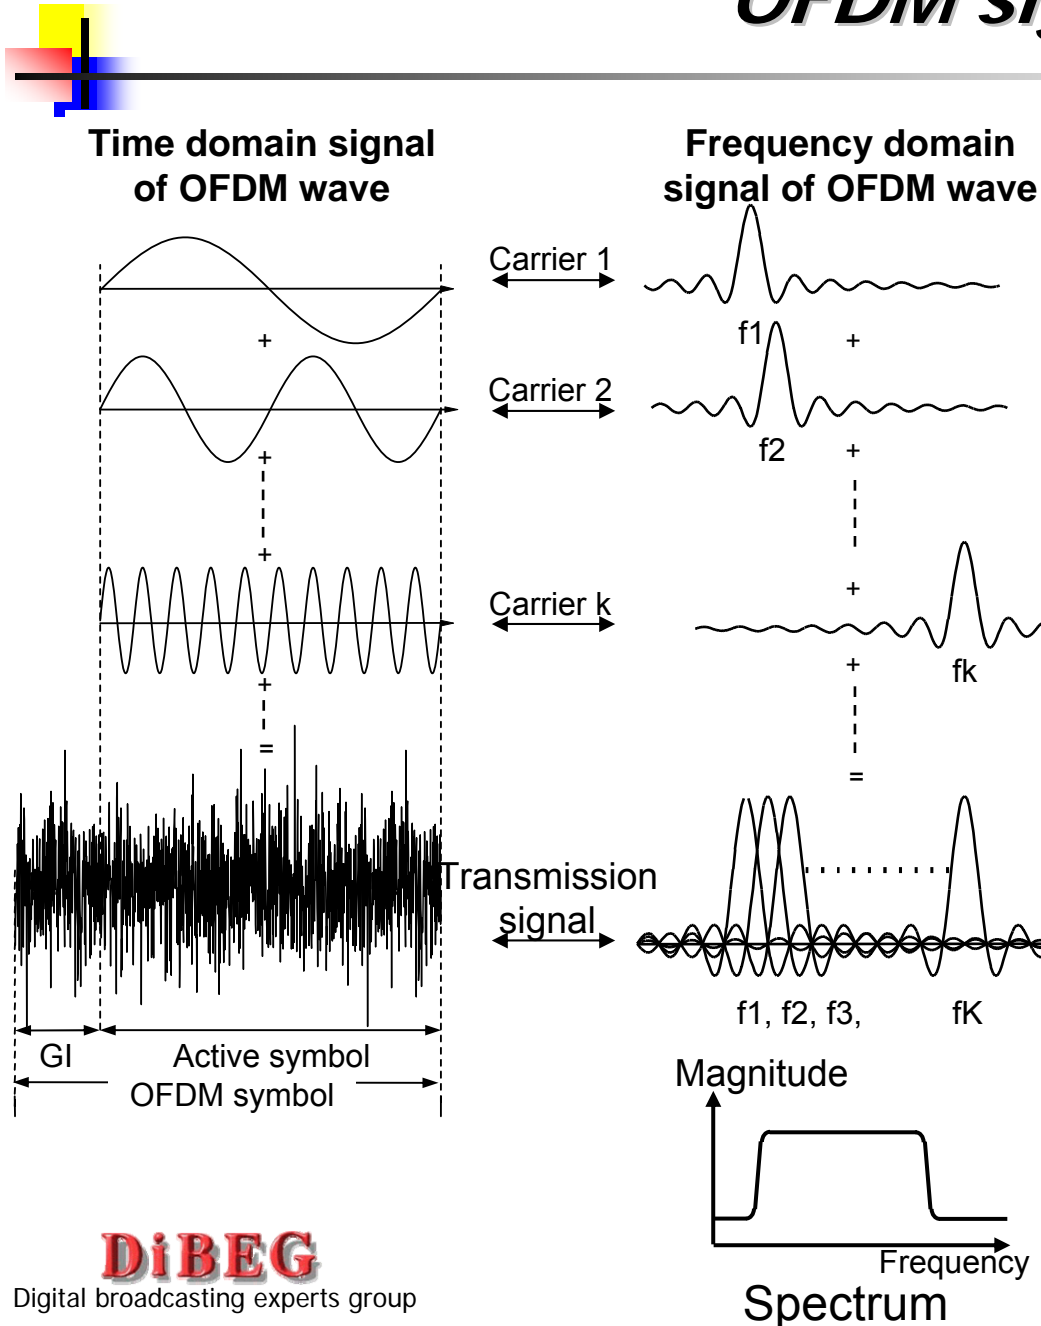 OFDM
Time domain signal
of OFDM wave
Frequency domain
signal of OFDM wave
Carrier 1
f1
+
+
Carrier 2
f2
+
+
+
+
Carrier k
fk
+
+
=
=
Transmission
signal
f1, f2, f3,
fK
GI
Active symbol
OFDM symbol
Magnitude
Frequency
Spectrum
DiBEG
Digital broadcasting experts group